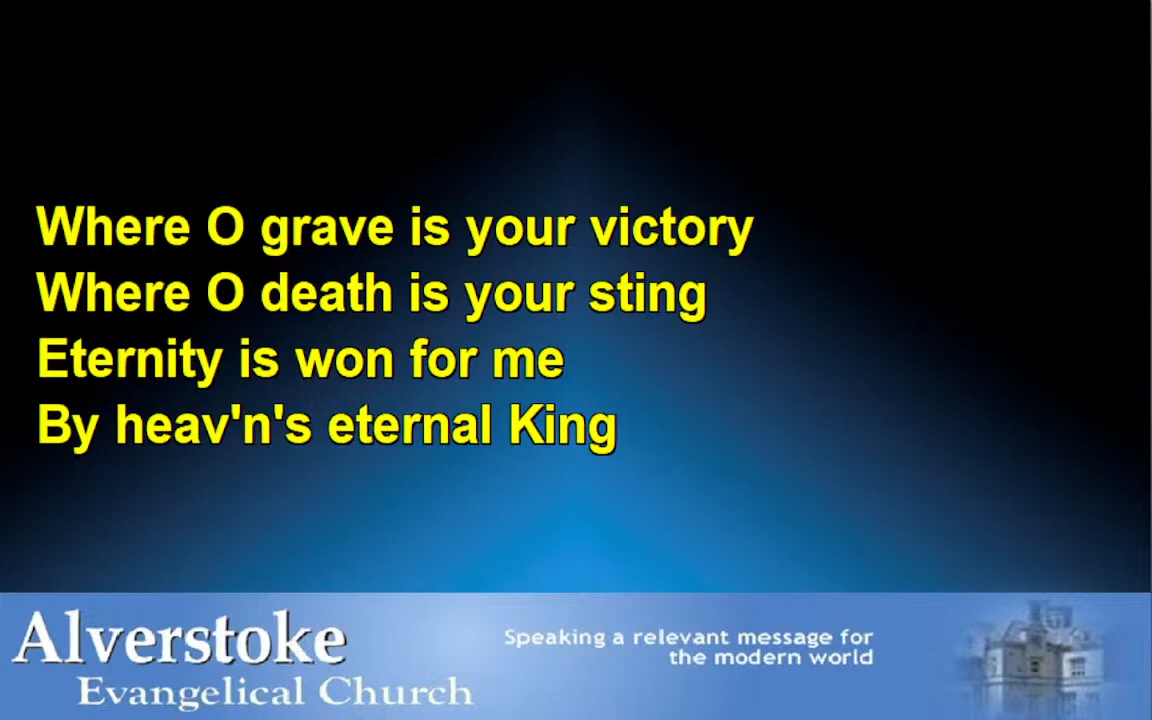 Where O grave is your victory
Where O death is your sting
Eternity is won for me
By heav'n's eternal King
Alverstoke
Evangelical Church
Speaking a relevant message for
the modern world